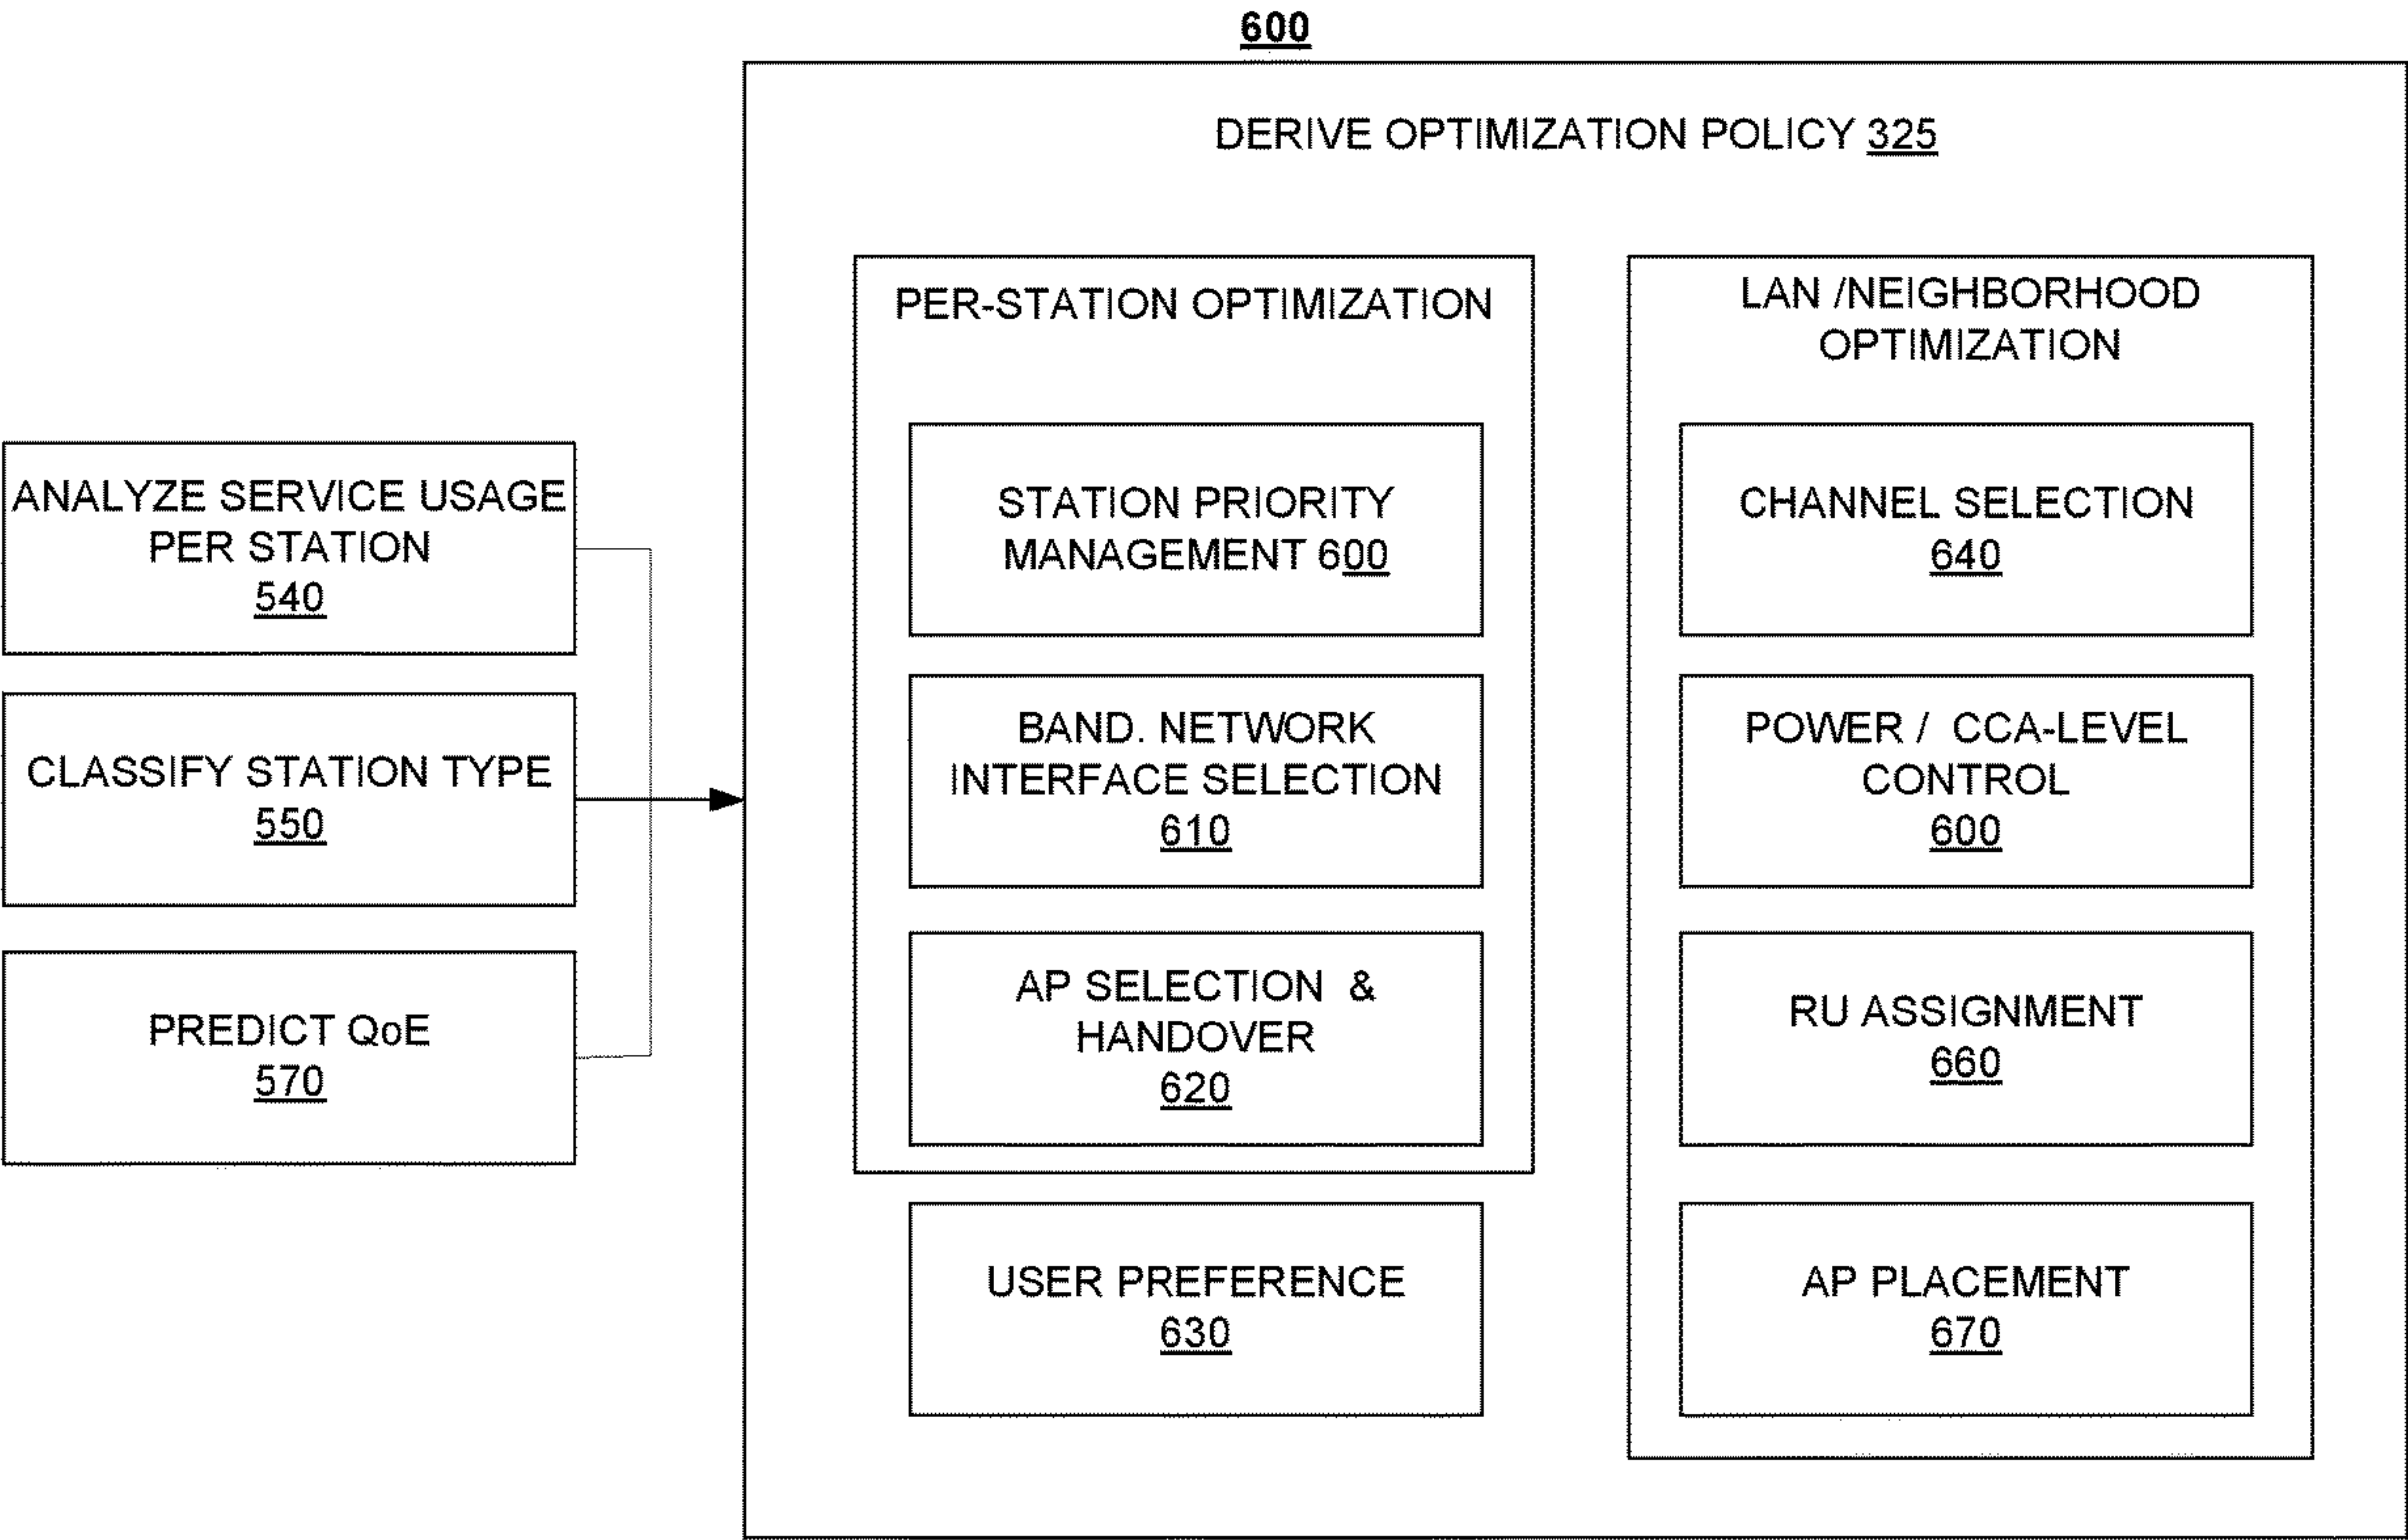 600
DERIVE OPTIMIZATION POLICY 325
ANALYZE SERVICE USAGE
PER STATION
540
CLASSIFY STATION TYPE
550
PREDICT QoE
570
PER-STATION OPTIMIZATION
STATION PRIORITY
MANAGEMENT 600
BAND. NETWORK
INTERFACE SELECTION
610
AP SELECTION &
HANDOVER
620
USER PREFERENCE
630
LAN /NEIGHBORHOOD
OPTIMIZATION
CHANNEL SELECTION
640
POWER / CCA-LEVEL
CONTROL
600
RU ASSIGNMENT
660
AP PLACEMENT
670